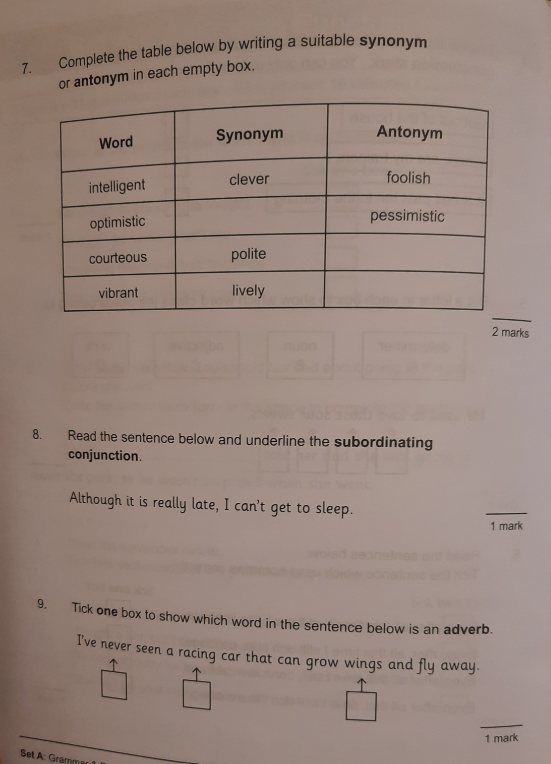 7. Complete the table below by writing a suitable synonym
or antonym in each empty box.
Word Synonym Antonym
intelligent clever foolish
optimistic pessimistic
courteous polite
vibrant lively
2 marks
8. Read the sentence below and underline the subordinating
conjunction.
Although it is really late, I can't get to sleep.
1 mark
9. Tick one box to show which word in the sentence below is an adverb.
I've never seen a racing car that can grow wings and fly away.
1 mark
Set A: Grammar